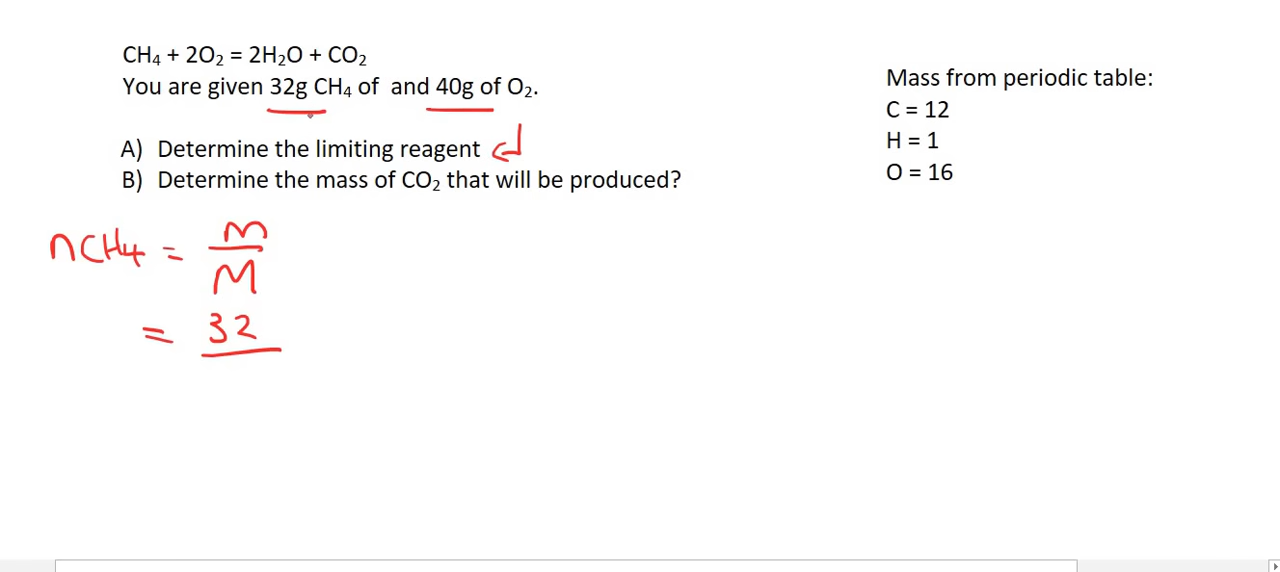 CH₄ + 2O₂ = 2H₂O + CO₂
You are given 32g CH₄ of and 40g of O₂.
A) Determine the limiting reagent
B) Determine the mass of CO₂ that will be produced?
Mass from periodic table:
C = 12
H = 1
O = 16
nCH4 = m
M
= 32